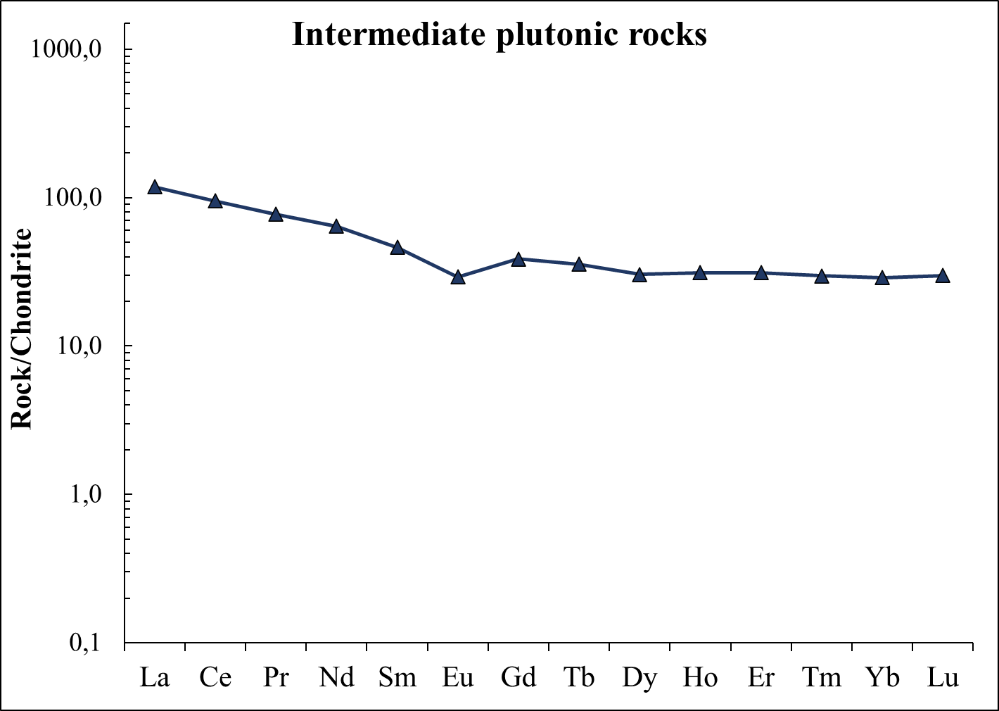 Intermediate plutonic rocks
1000,0
100,0
10,0
1,0
0,1
Rock/Chondrite
La Ce Pr Nd Sm Eu Gd Tb Dy Ho Er Tm Yb Lu